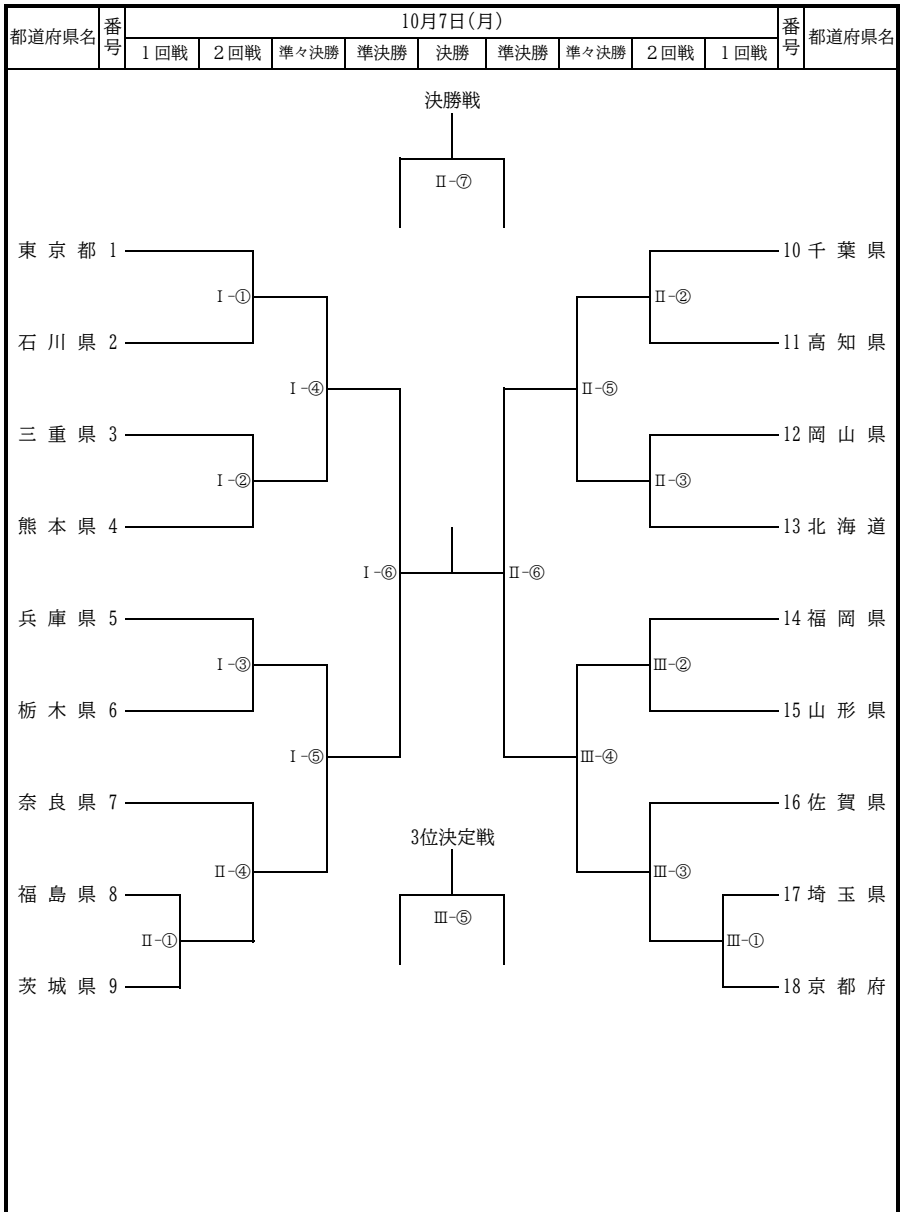 都道府県名 番号 10月7日(月) 番号 都道府県名
１回戦 ２回戦 準々決勝 準決勝 決勝 準決勝 準々決勝 ２回戦 １回戦
決勝戦
Ⅱ-⑦
東京都 1 10 千葉県
Ⅰ-① Ⅱ-②
石川県 2 11 高知県
Ⅰ-④ Ⅱ-⑤
三重県 3 12 岡山県
Ⅰ-② Ⅱ-③
熊本県 4 13 北海道
Ⅰ-⑥ Ⅱ-⑥
兵庫県 5 14 福岡県
Ⅰ-③ Ⅲ-②
栃木県 6 15 山形県
Ⅰ-⑤ Ⅲ-④
奈良県 7 16 佐賀県
3位決定戦
Ⅱ-④ Ⅲ-③
福島県 8 17 埼玉県
Ⅲ-⑤
Ⅱ-① Ⅲ-①
茨城県 9 18 京都府